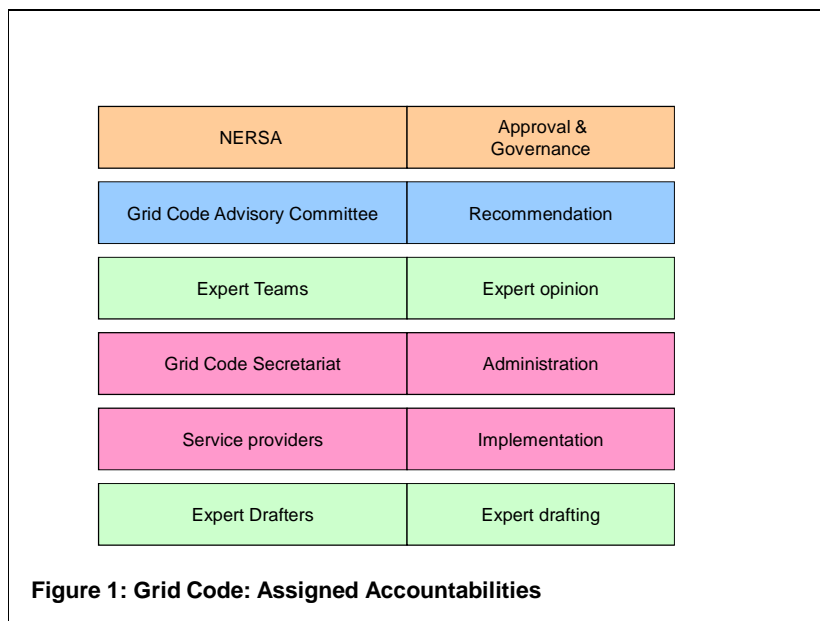 NERSA
Approval &
Governance
Grid Code Advisory Committee
Recommendation
Expert Teams
Expert opinion
Grid Code Secretariat
Administration
Service providers
Implementation
Expert Drafters
Expert drafting
Figure 1: Grid Code: Assigned Accountabilities